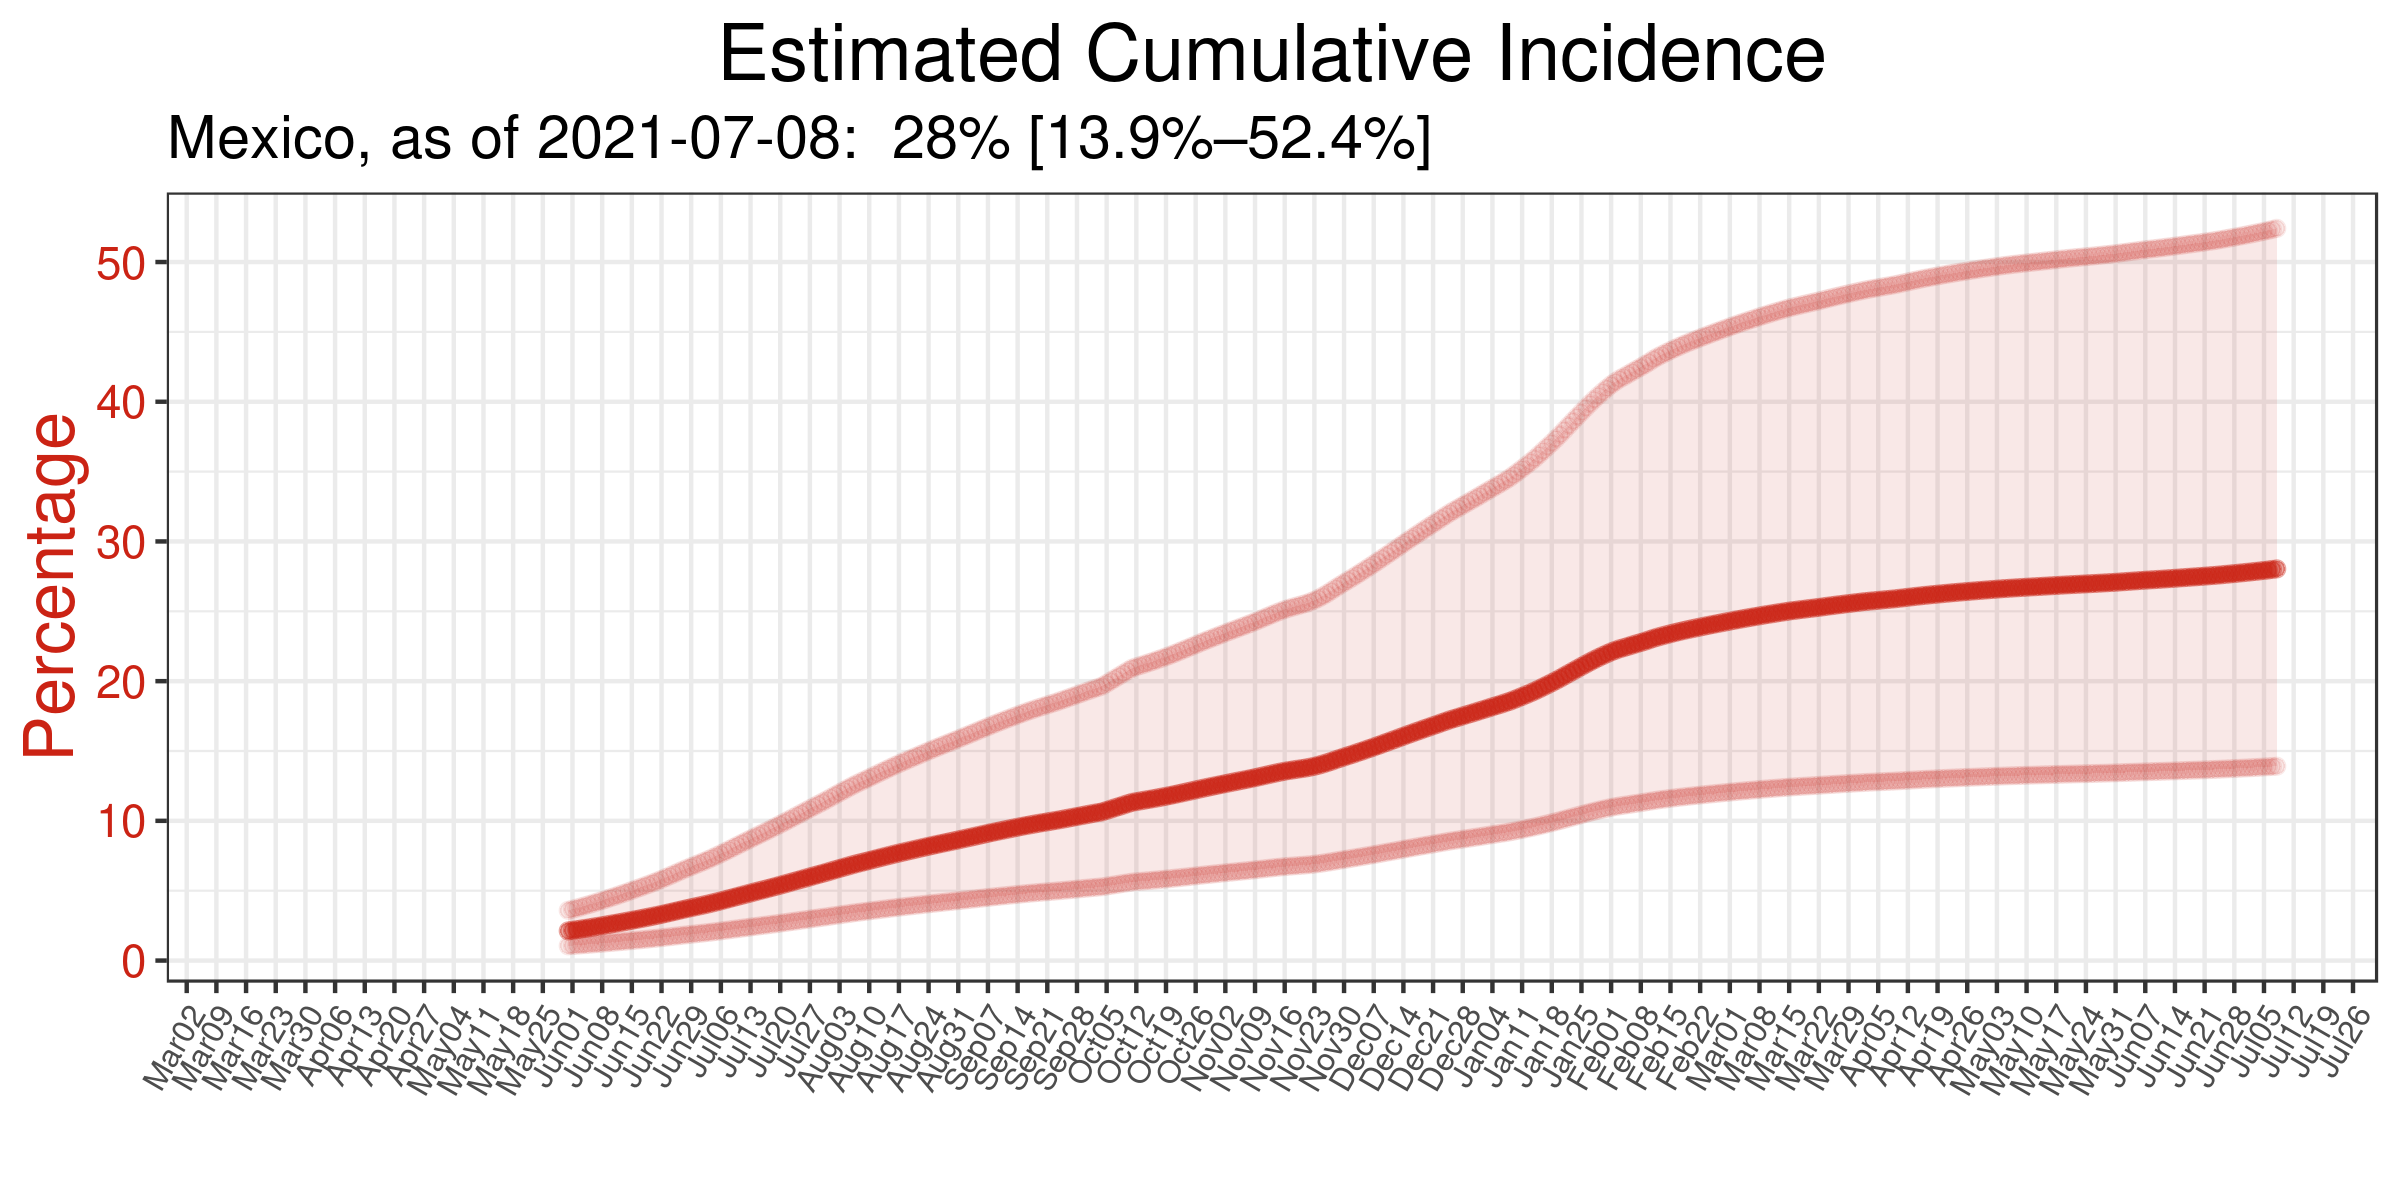 Estimated Cumulative Incidence
Mexico, as of 2021-07-08:  28% [13.9%–52.4%]
Percentage
50
40
30
20
10
0
Mar02
Mar09
Mar16
Mar23
Mar30
Apr06
Apr13
Apr20
Apr27
May04
May11
May18
May25
Jun01
Jun08
Jun15
Jun22
Jun29
Jul06
Jul13
Jul20
Jul27
Aug03
Aug10
Aug17
Aug24
Aug31
Sep07
Sep14
Sep21
Sep28
Oct05
Oct12
Oct19
Oct26
Nov02
Nov09
Nov16
Nov23
Nov30
Dec07
Dec14
Dec21
Dec28
Jan04
Jan11
Jan18
Jan25
Feb01
Feb08
Feb15
Feb22
Mar01
Mar08
Mar15
Mar22
Mar29
Apr05
Apr12
Apr19
Apr26
May03
May10
May17
May24
May31
Jun07
Jun14
Jun21
Jun28
Jul05
Jul12
Jul19
Jul26